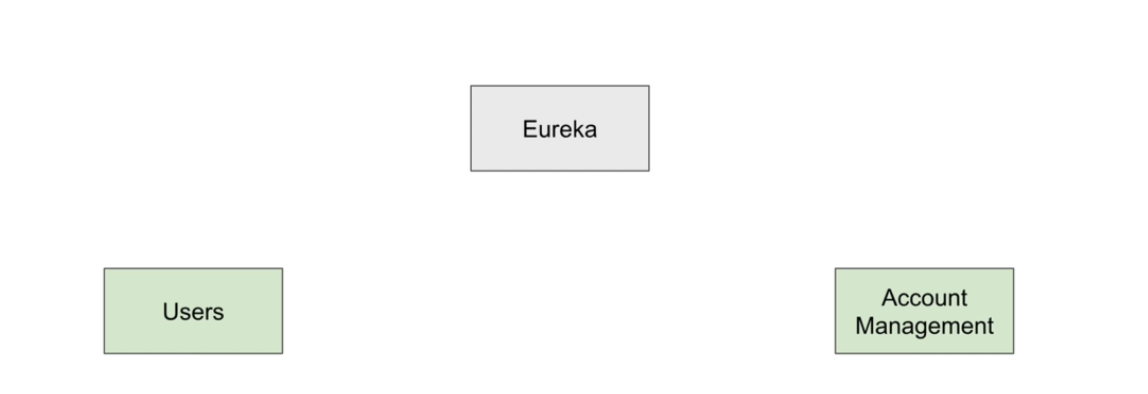 Eureka
Users
Account
Management